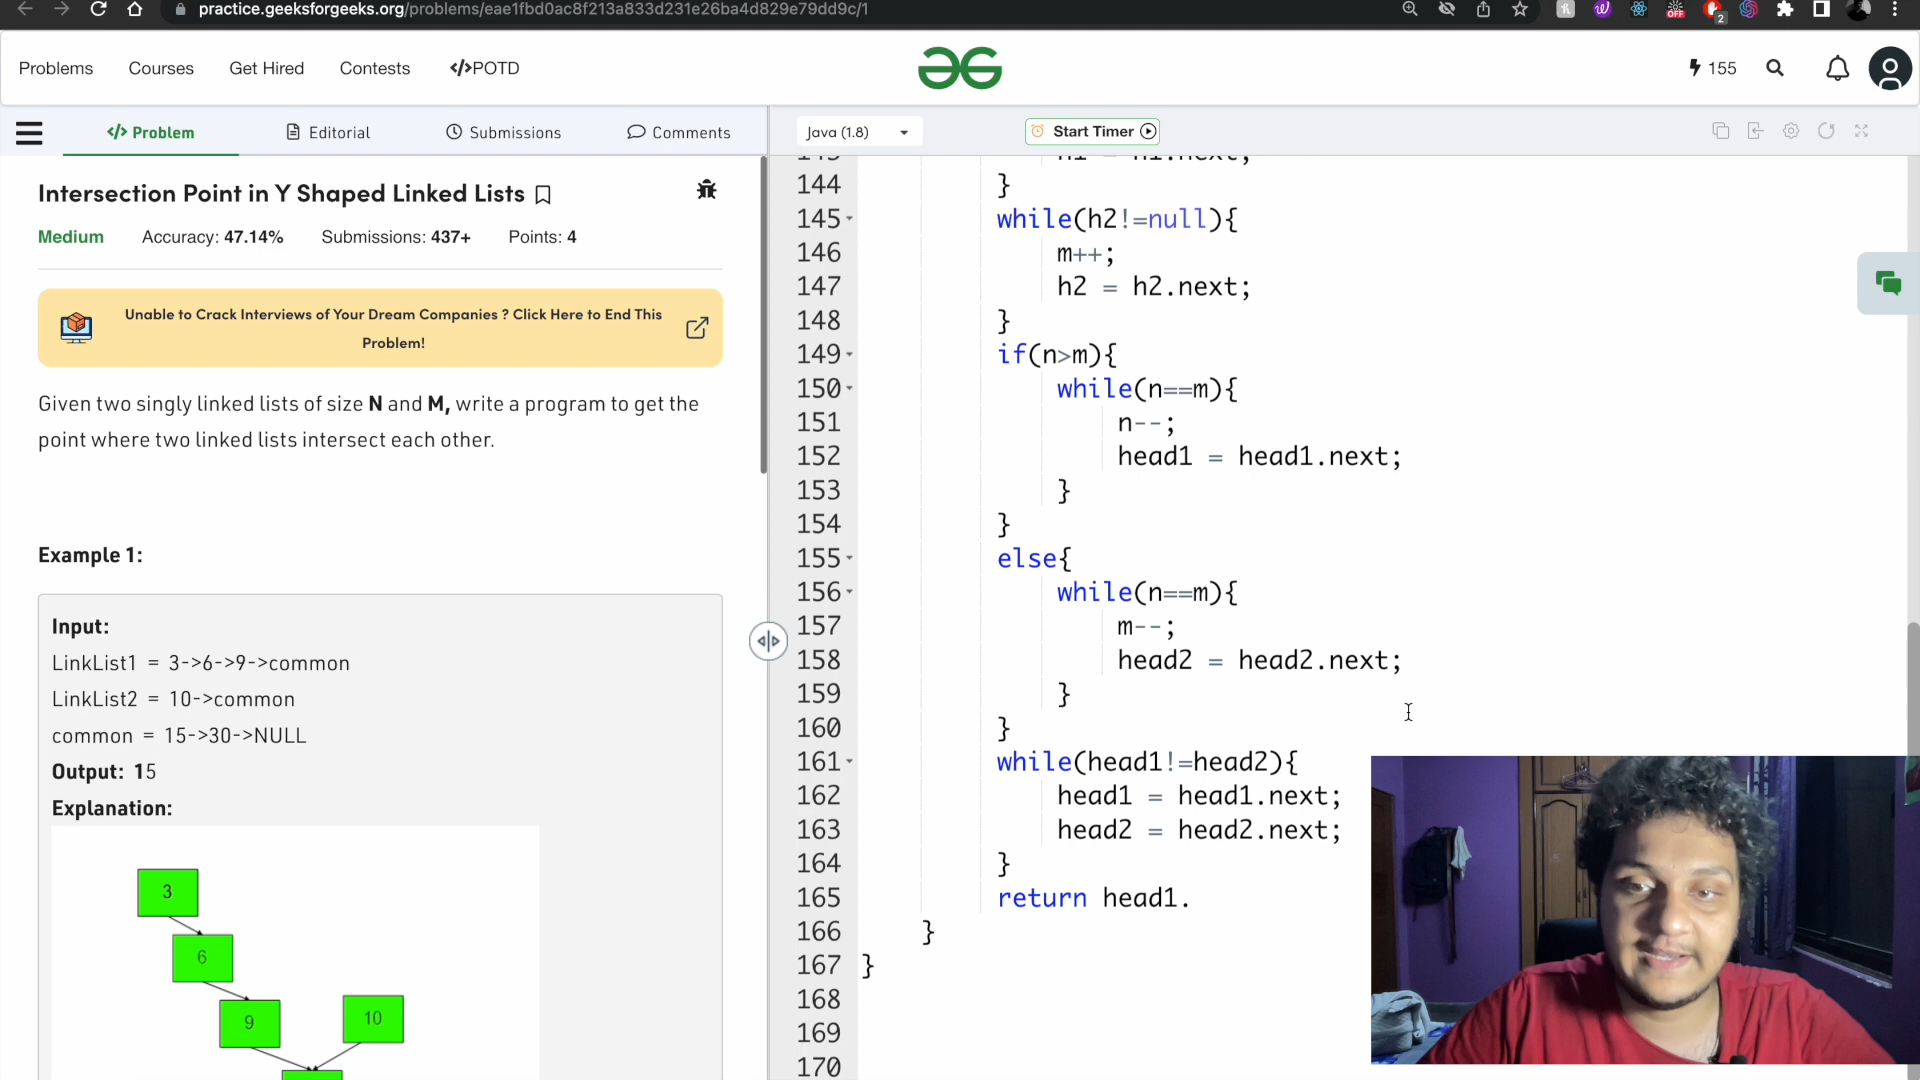 practice.geeksforgeeks.org/problems/eae1fbd0ac8f213a833d231e26ba4d829e79dd9c/1
OFF
2
Problems
Courses
Get Hired
Contests
</>POTD
155
</> Problem
Editorial
Submissions
Comments
Java (1.8)
Start Timer
Intersection Point in Y Shaped Linked Lists
Medium Accuracy: 47.14% Submissions: 437+ Points: 4
Unable to Crack Interviews of Your Dream Companies ? Click Here to End This
Problem!
Given two singly linked lists of size N and M, write a program to get the
point where two linked lists intersect each other.
Example 1:
Input:
LinkList1 = 3->6->9->common
LinkList2 = 10->common
common = 15->30->NULL
Output: 15
Explanation:
3
6
9
10
144 }
145 while(h2!=null){
146 m++;
147 h2 = h2.next;
148 }
149 if(n>m){
150 while(n==m){
151 n--;
152 head1 = head1.next;
153 }
154 }
155 else{
156 while(n==m){
157 m--;
158 head2 = head2.next;
159 }
160 }
161 while(head1!=head2){
162 head1 = head1.next;
163 head2 = head2.next;
164 }
165 return head1.
166 }
167 }
168
169
170